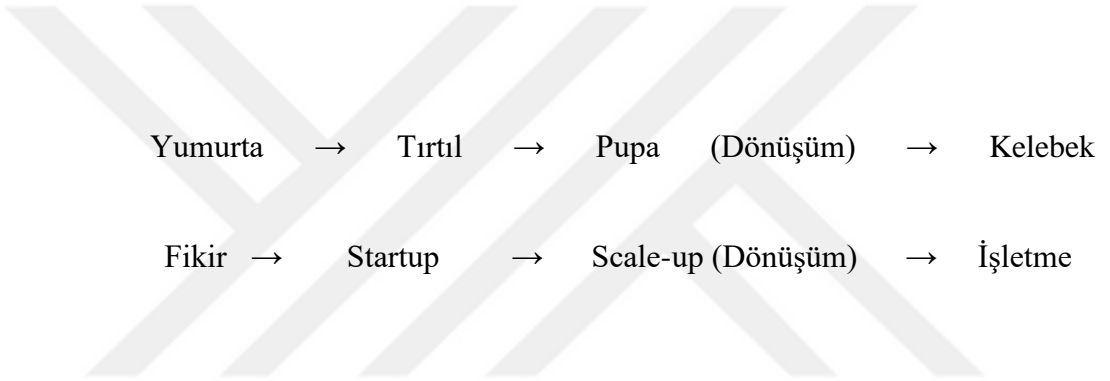 Yumurta → Tırtıl → Pupa (Dönüşüm) → Kelebek
Fikir → Startup → Scale-up (Dönüşüm) → İşletme